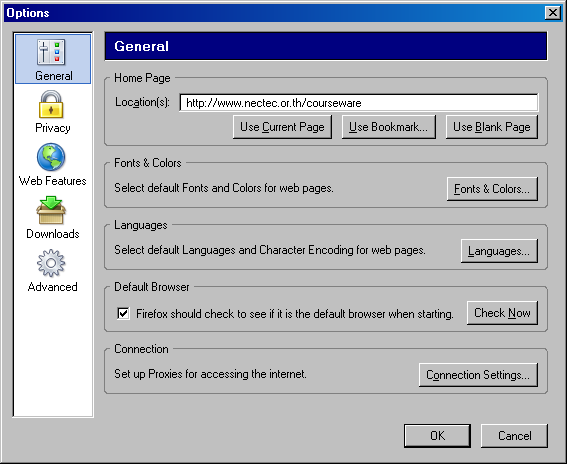 Options
General
Privacy
Web Features
Downloads
Advanced
General
Home Page
Location(s): http://www.nectec.or.th/courseware
Use Current Page Use Bookmark... Use Blank Page
Fonts & Colors
Select default Fonts and Colors for web pages. Fonts & Colors...
Languages
Select default Languages and Character Encoding for web pages. Languages...
Default Browser
Firefox should check to see if it is the default browser when starting. Check Now
Connection
Set up Proxies for accessing the internet. Connection Settings...
OK Cancel